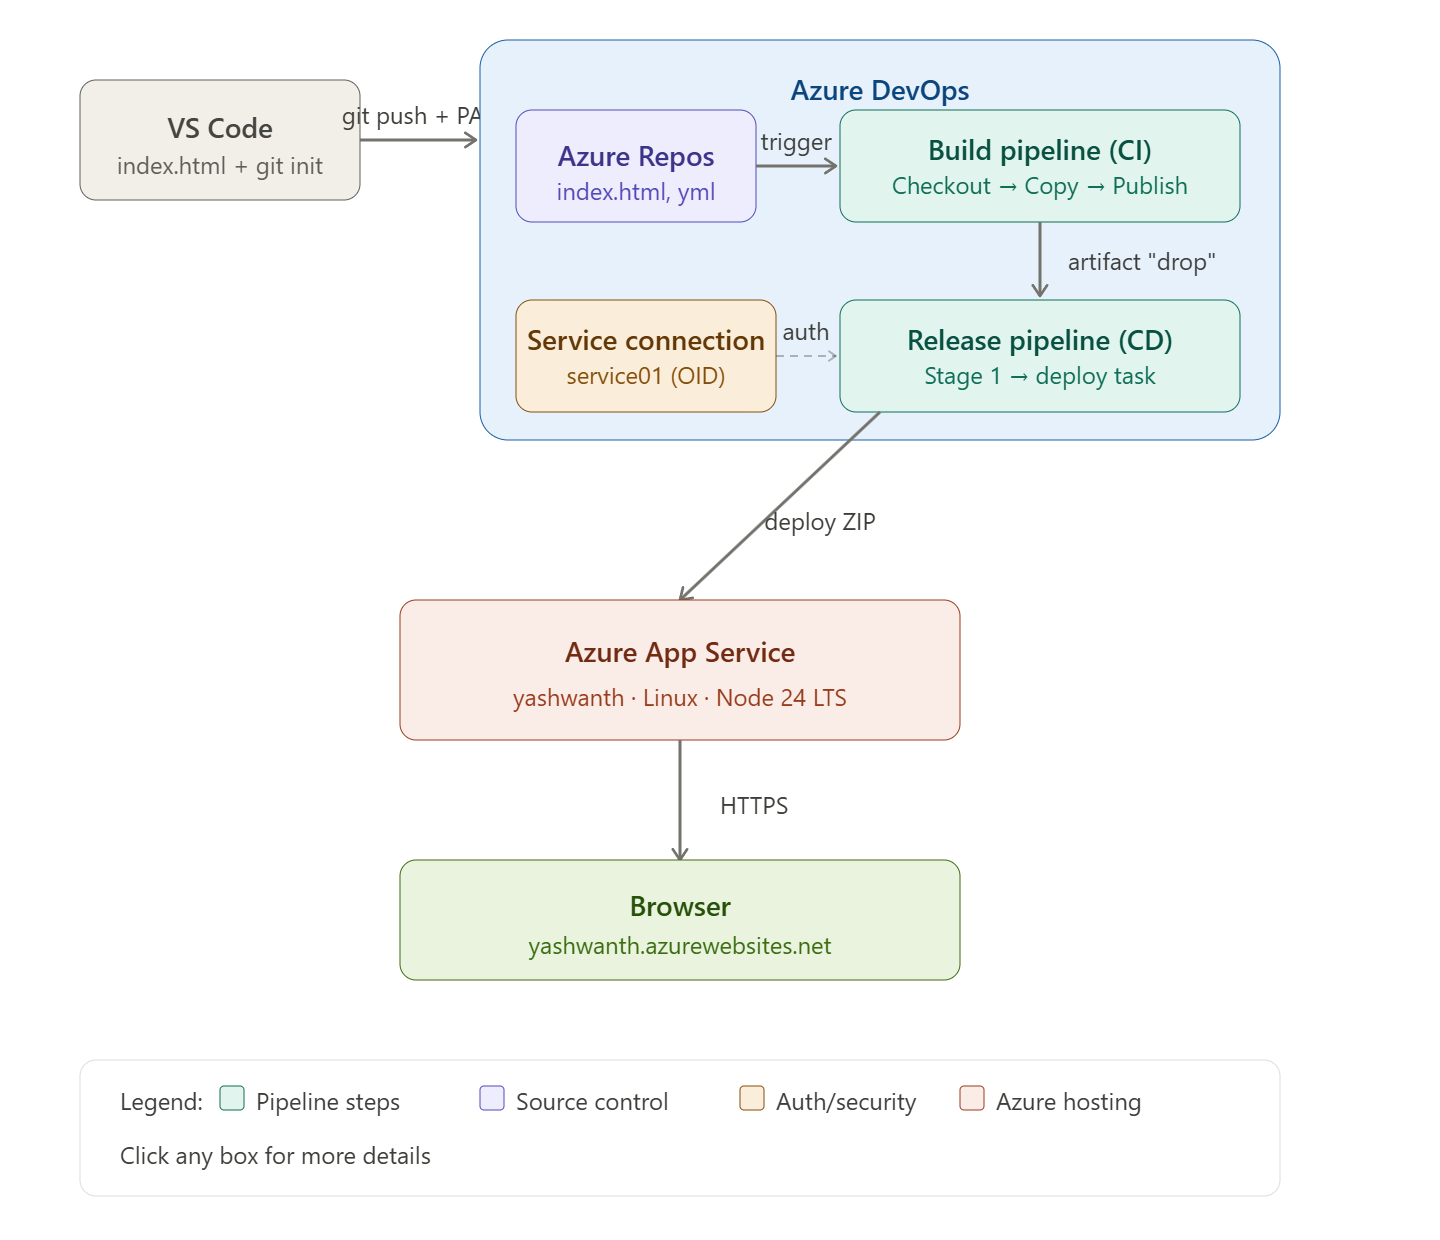 Azure DevOps
VS Code
index.html + git init
git push + PA
Azure Repos
index.html, yml
trigger
Build pipeline (CI)
Checkout → Copy → Publish
artifact "drop"
Service connection
service01 (OID)
auth
Release pipeline (CD)
Stage 1 → deploy task
deploy ZIP
Azure App Service
yashwanth · Linux · Node 24 LTS
HTTPS
Browser
yashwanth.azurewebsites.net
Legend: Pipeline steps Source control Auth/security Azure hosting
Click any box for more details